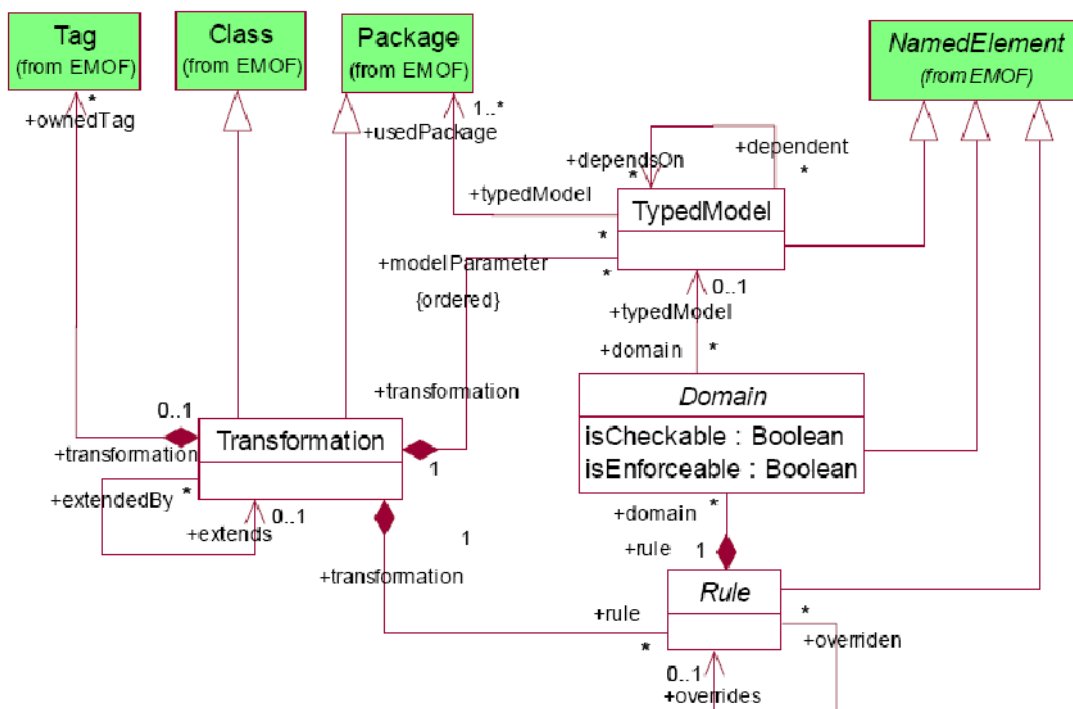 Tag
(from EMOF)
Class
(from EMOF)
Package
(from EMOF)
NamedElement
(from EMOF)
*
+ownedTag
1..*
+usedPackage
+dependsOn
*
+dependent
*
+typedModel
*
TypedModel
+modelParameter
*
{ordered}
0..1
+typedModel
+domain
*
+transformation
Domain
isCheckable : Boolean
isEnforceable : Boolean
0..1
+transformation
Transformation
1
+extendedBy
*
+extends
0..1
*
+domain
+rule
1
1
+transformation
Rule
+rule
*
*
+overriden
0..1
+overrides